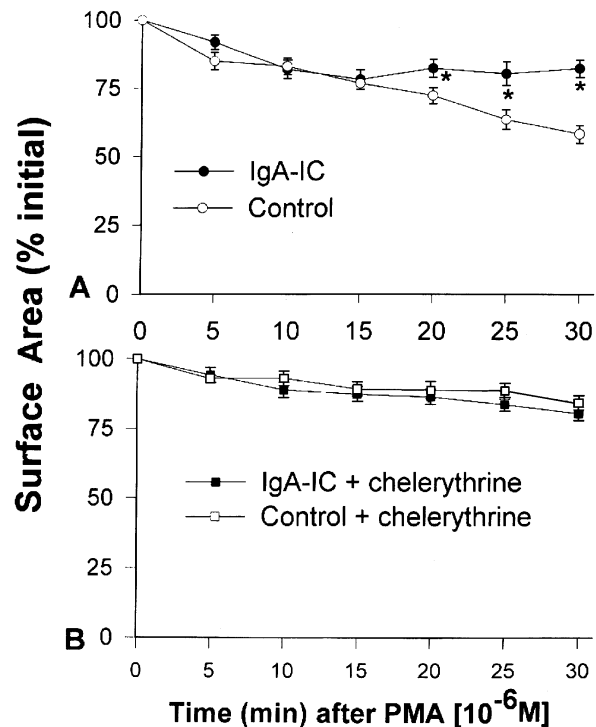 Surface Area (% initial)
100
75
50
25
0
*
*
*
IgA-IC
Control
A
0 5 10 15 20 25 30
100
75
50
25
0
IgA-IC + chelerythrine
Control + chelerythrine
B
0 5 10 15 20 25 30
Time (min) after PMA [10⁻⁶M]